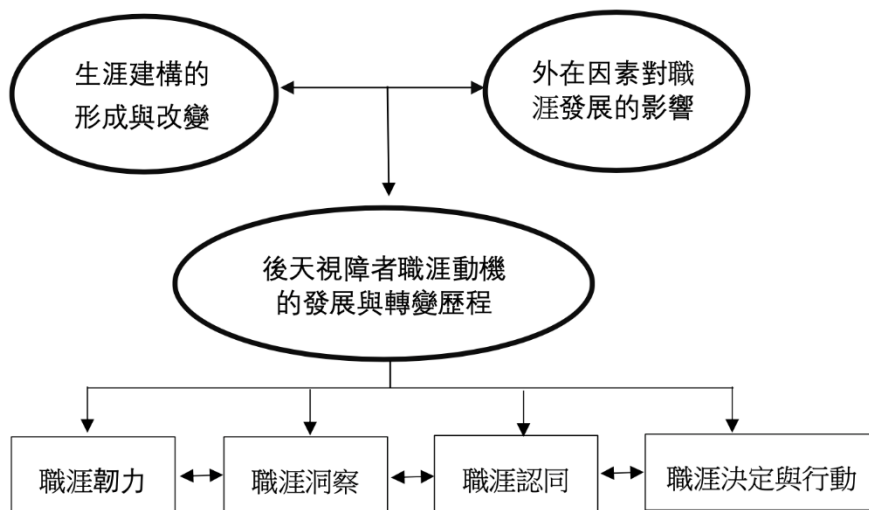 生涯建構的
形成與改變
外在因素對職
涯發展的影響
後天視障者職涯動機
的發展與轉變歷程
職涯韌力
職涯洞察
職涯認同
職涯決定與行動